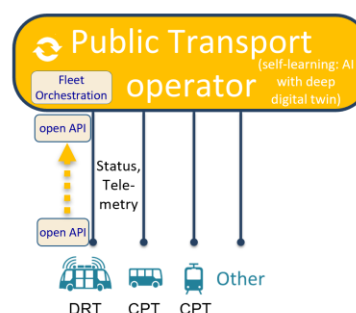 Public Transport
operator
(self-learning: AI
with deep
digital twin)
Fleet
Orchestration
open API
Status,
Tele-
metry
open API
Other
DRT
CPT
CPT